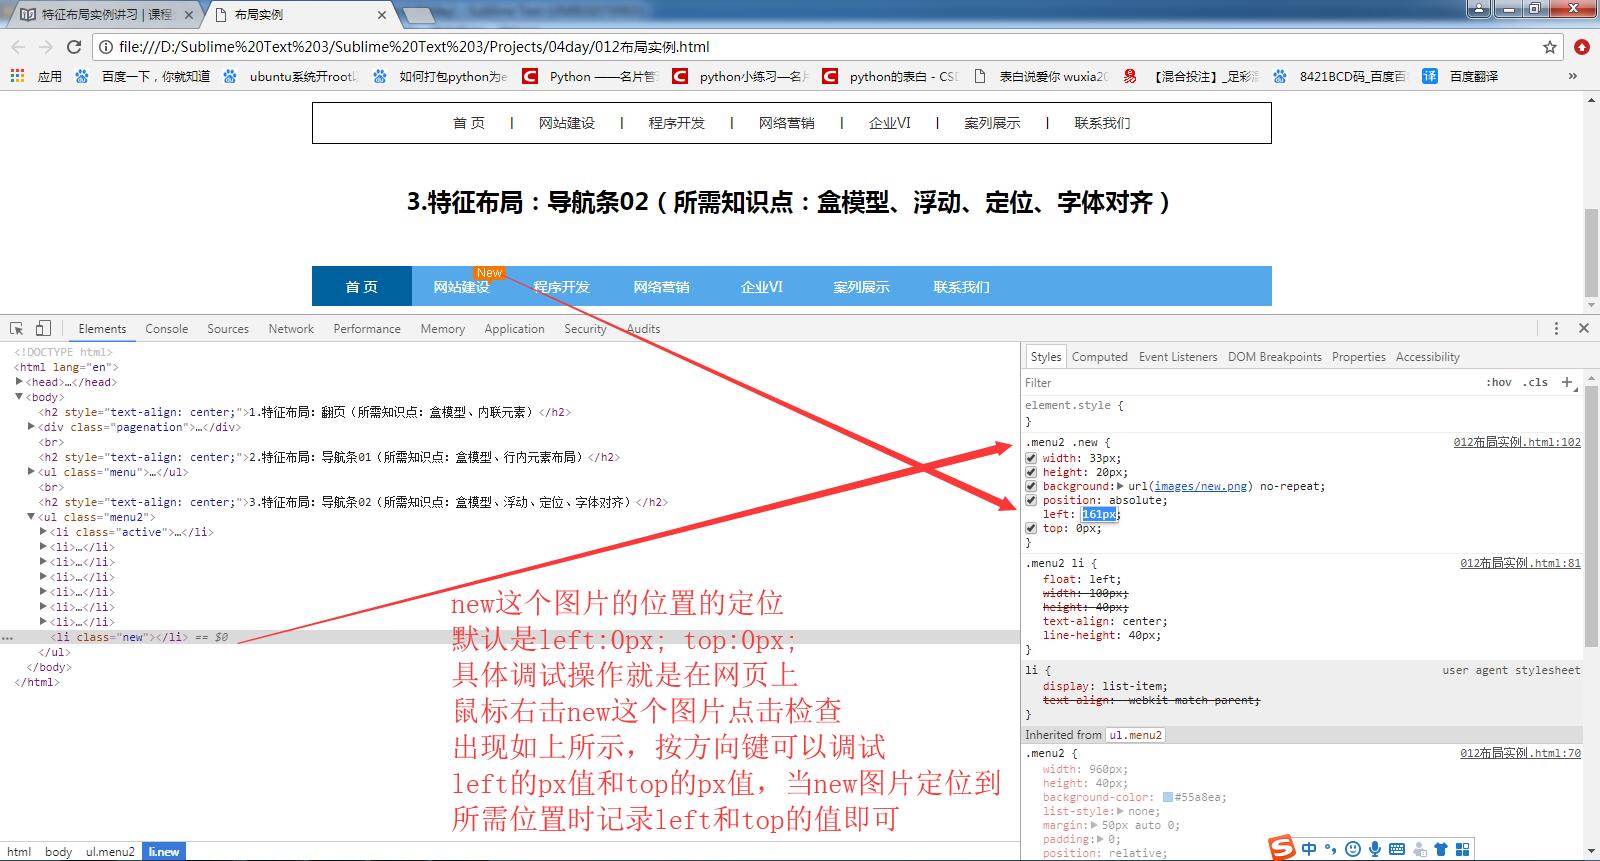 特征布局实例讲习 | 课程
布局实例
file:///D:/Sublime%20Text%203/Sublime%20Text%203/Projects/04day/012布局实例.html
应用 百度一下，你就知道 ubuntu系统开root 如何打包python为e Python ——名片管 python小练习—名片 python的表白 - CSD 表白说爱你 wuxia20 【混合投注】_足彩 8421BCD码_百度百 译 百度翻译 »
首 页 | 网站建设 | 程序开发 | 网络营销 | 企业VI | 案列展示 | 联系我们
3.特征布局：导航条02（所需知识点：盒模型、浮动、定位、字体对齐）
New
首 页 网站建设 程序开发 网络营销 企业VI 案列展示 联系我们
Elements Console Sources Network Performance Memory Application Security Audits
<!DOCTYPE html>
<html lang="en">
<head>…</head>
<body>
<h2 style="text-align: center;">1.特征布局: 翻页（所需知识点: 盒模型、内联元素）</h2>
<div class="pagenation">…</div>
<br>
<h2 style="text-align: center;">2.特征布局: 导航条01（所需知识点: 盒模型、行内元素布局）</h2>
<ul class="menu">…</ul>
<br>
<h2 style="text-align: center;">3.特征布局: 导航条02（所需知识点: 盒模型、浮动、定位、字体对齐）</h2>
<ul class="menu2">
<li class="active">…</li>
<li>…</li>
<li>…</li>
<li>…</li>
<li>…</li>
<li>…</li>
<li>…</li>
… <li class="new"></li> == $0
</ul>
</body>
</html>
new这个图片的位置的定位
默认是left:0px; top:0px;
具体调试操作就是在网页上
鼠标右击new这个图片点击检查
出现如上所示，按方向键可以调试
left的px值和top的px值，当new图片定位到
所需位置时记录left和top的值即可
html body ul.menu2 li.new
Styles Computed Event Listeners DOM Breakpoints Properties Accessibility
Filter :hov .cls +
element.style {
}
.menu2 .new { 012布局实例.html:102
width: 33px;
height: 20px;
background: url(images/new.png) no-repeat;
position: absolute;
left: 161px;
top: 0px;
}
.menu2 li { 012布局实例.html:81
float: left;
width: 100px;
height: 40px;
text-align: center;
line-height: 40px;
}
li { user agent stylesheet
display: list-item;
text-align: -webkit-match-parent;
}
Inherited from ul.menu2
.menu2 { 012布局实例.html:70
width: 960px;
height: 40px;
background-color: #55a8ea;
list-style: none;
margin: 50px auto 0;
padding: 0;
position: relative;
S 中